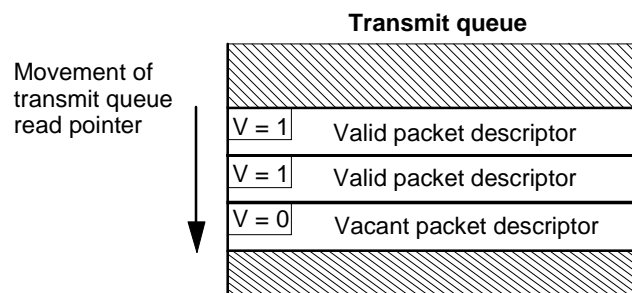 Transmit queue
Movement of
transmit queue
read pointer
V = 1 Valid packet descriptor
V = 1 Valid packet descriptor
V = 0 Vacant packet descriptor